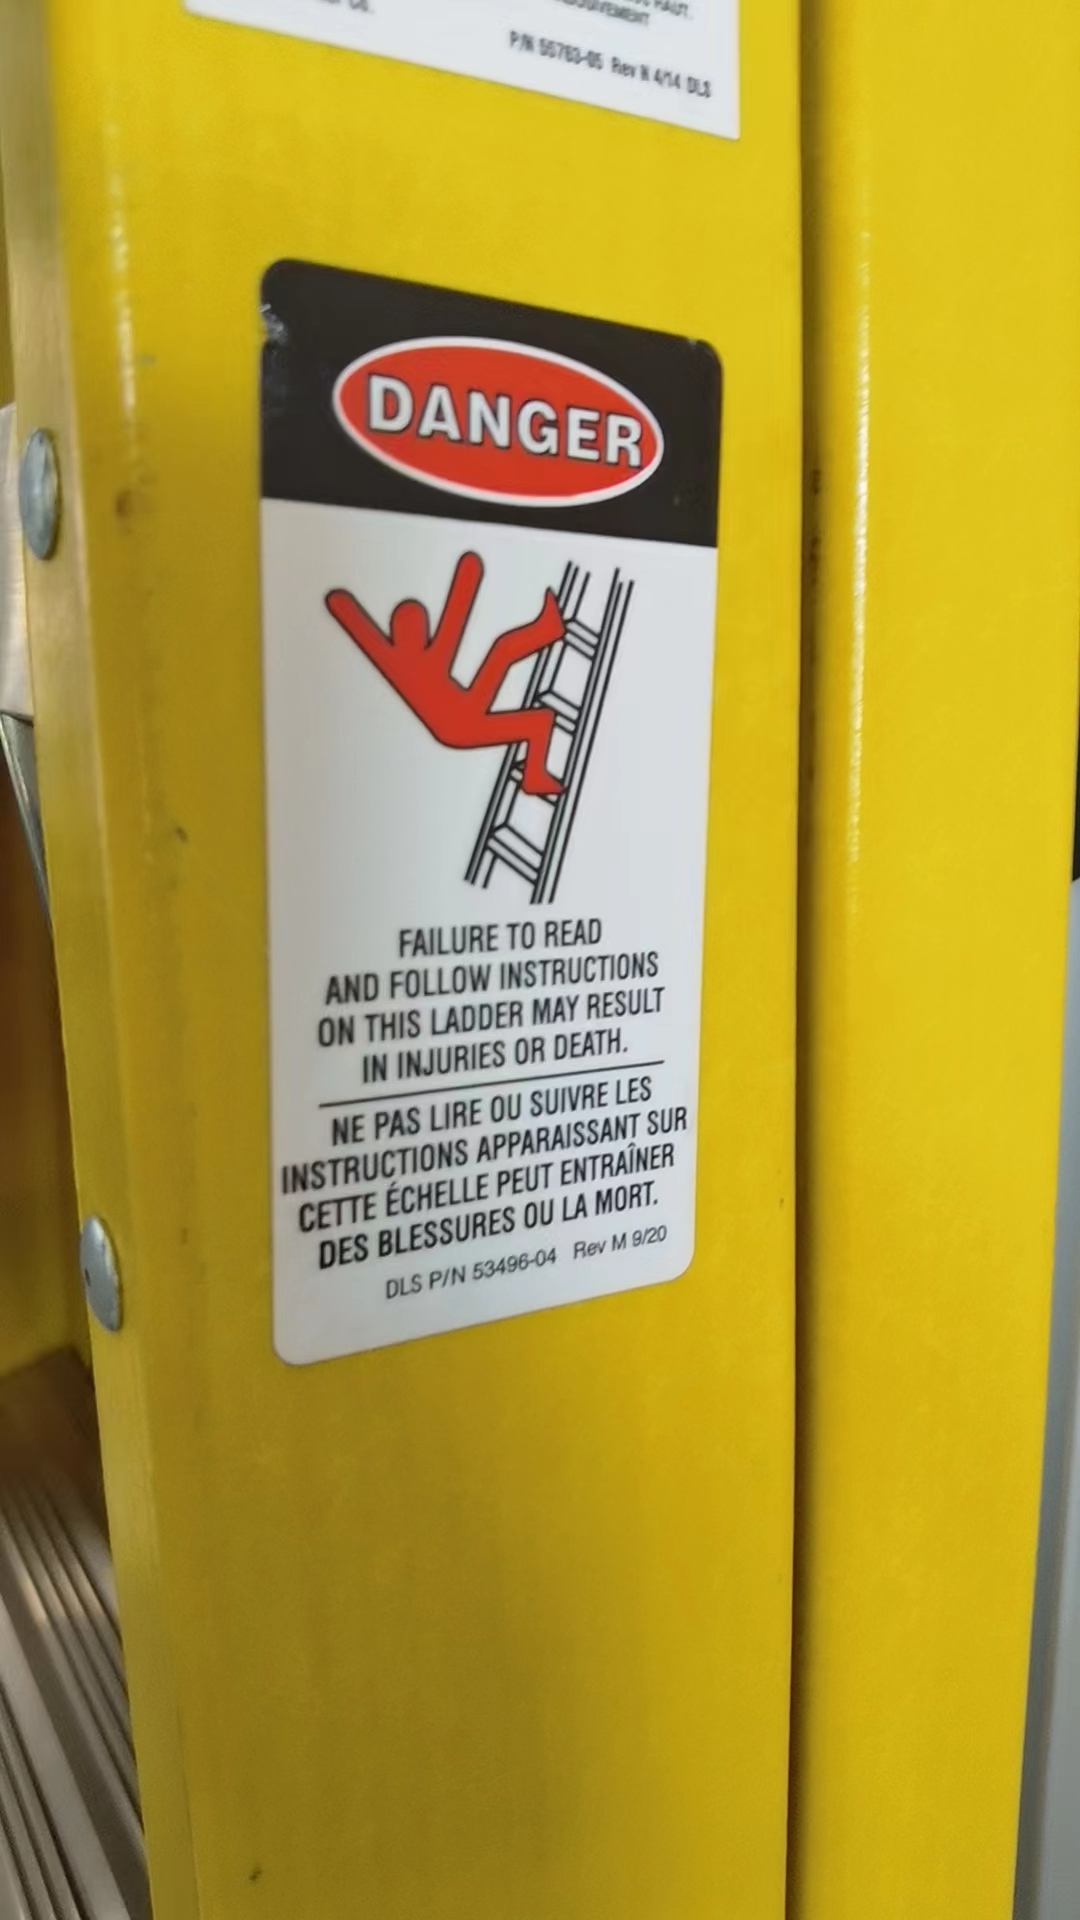 HAUT.
P/N 55763-05 Rev N 4/14 DLS
DANGER
FAILURE TO READ
AND FOLLOW INSTRUCTIONS
ON THIS LADDER MAY RESULT
IN INJURIES OR DEATH.
NE PAS LIRE OU SUIVRE LES
INSTRUCTIONS APPARAISSANT SUR
CETTE ÉCHELLE PEUT ENTRAÎNER
DES BLESSURES OU LA MORT.
DLS P/N 53496-04 Rev M 9/20